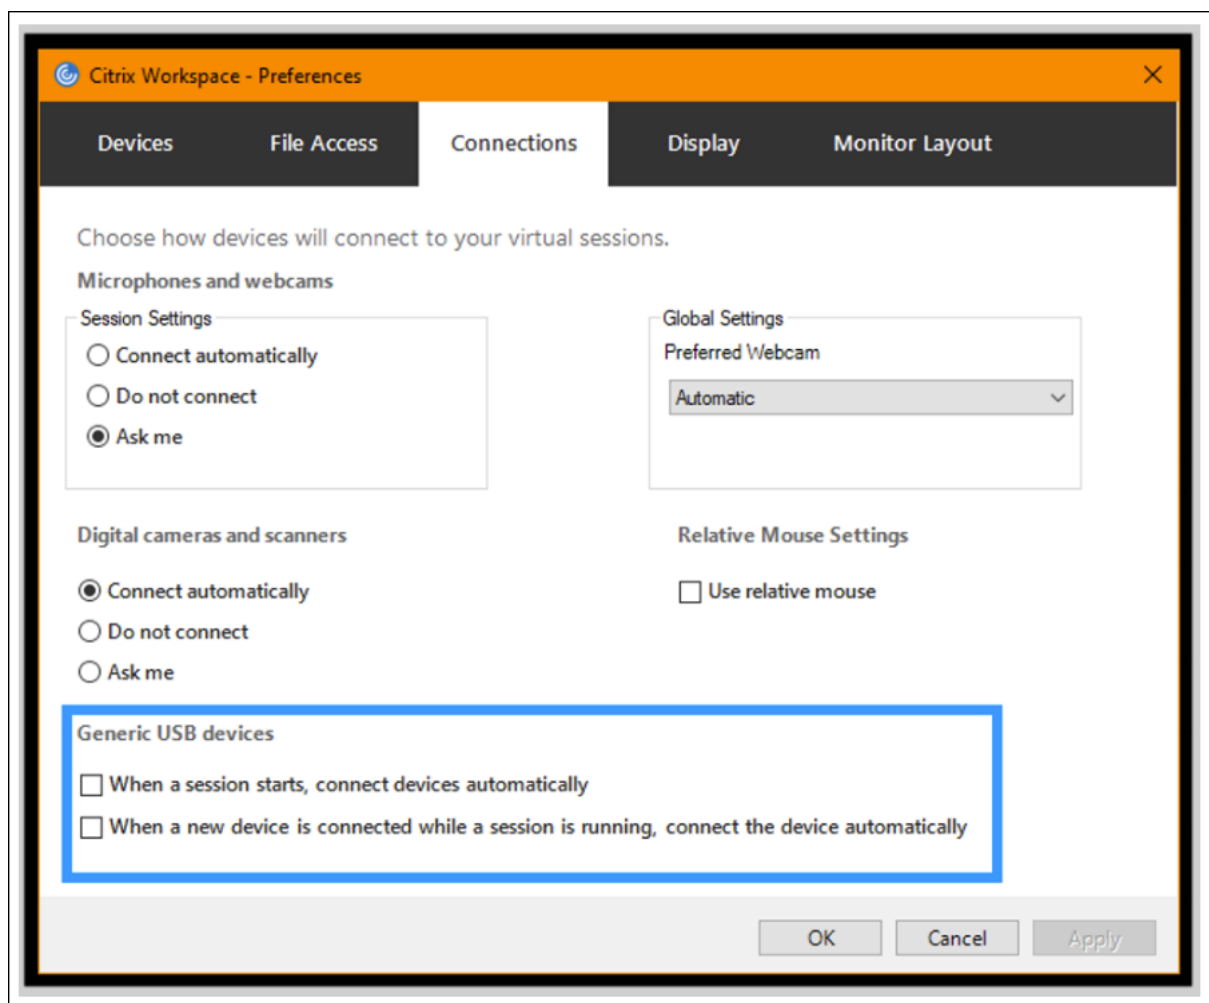 Citrix Workspace - Preferences
Devices File Access Connections Display Monitor Layout
Choose how devices will connect to your virtual sessions.
Microphones and webcams
Session Settings
Connect automatically
Do not connect
Ask me
Global Settings
Preferred Webcam
Automatic
Digital cameras and scanners
Connect automatically
Do not connect
Ask me
Relative Mouse Settings
Use relative mouse
Generic USB devices
When a session starts, connect devices automatically
When a new device is connected while a session is running, connect the device automatically
OK Cancel Apply